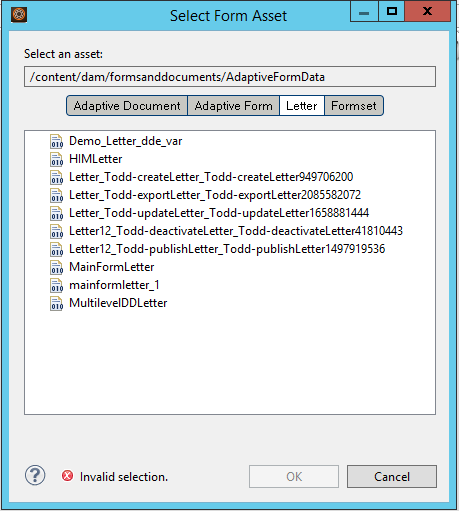 Select Form Asset
Select an asset:
/content/dam/formsanddocuments/AdaptiveFormData
Adaptive Document Adaptive Form Letter Formset
Demo_Letter_dde_var
HIMLetter
Letter_Todd-createLetter_Todd-createLetter949706200
Letter_Todd-exportLetter_Todd-exportLetter2085582072
Letter_Todd-updateLetter_Todd-updateLetter1658881444
Letter12_Todd-deactivateLetter_Todd-deactivateLetter41810443
Letter12_Todd-publishLetter_Todd-publishLetter1497919536
MainFormLetter
mainformletter_1
MultilevelDDLetter
Invalid selection. OK Cancel